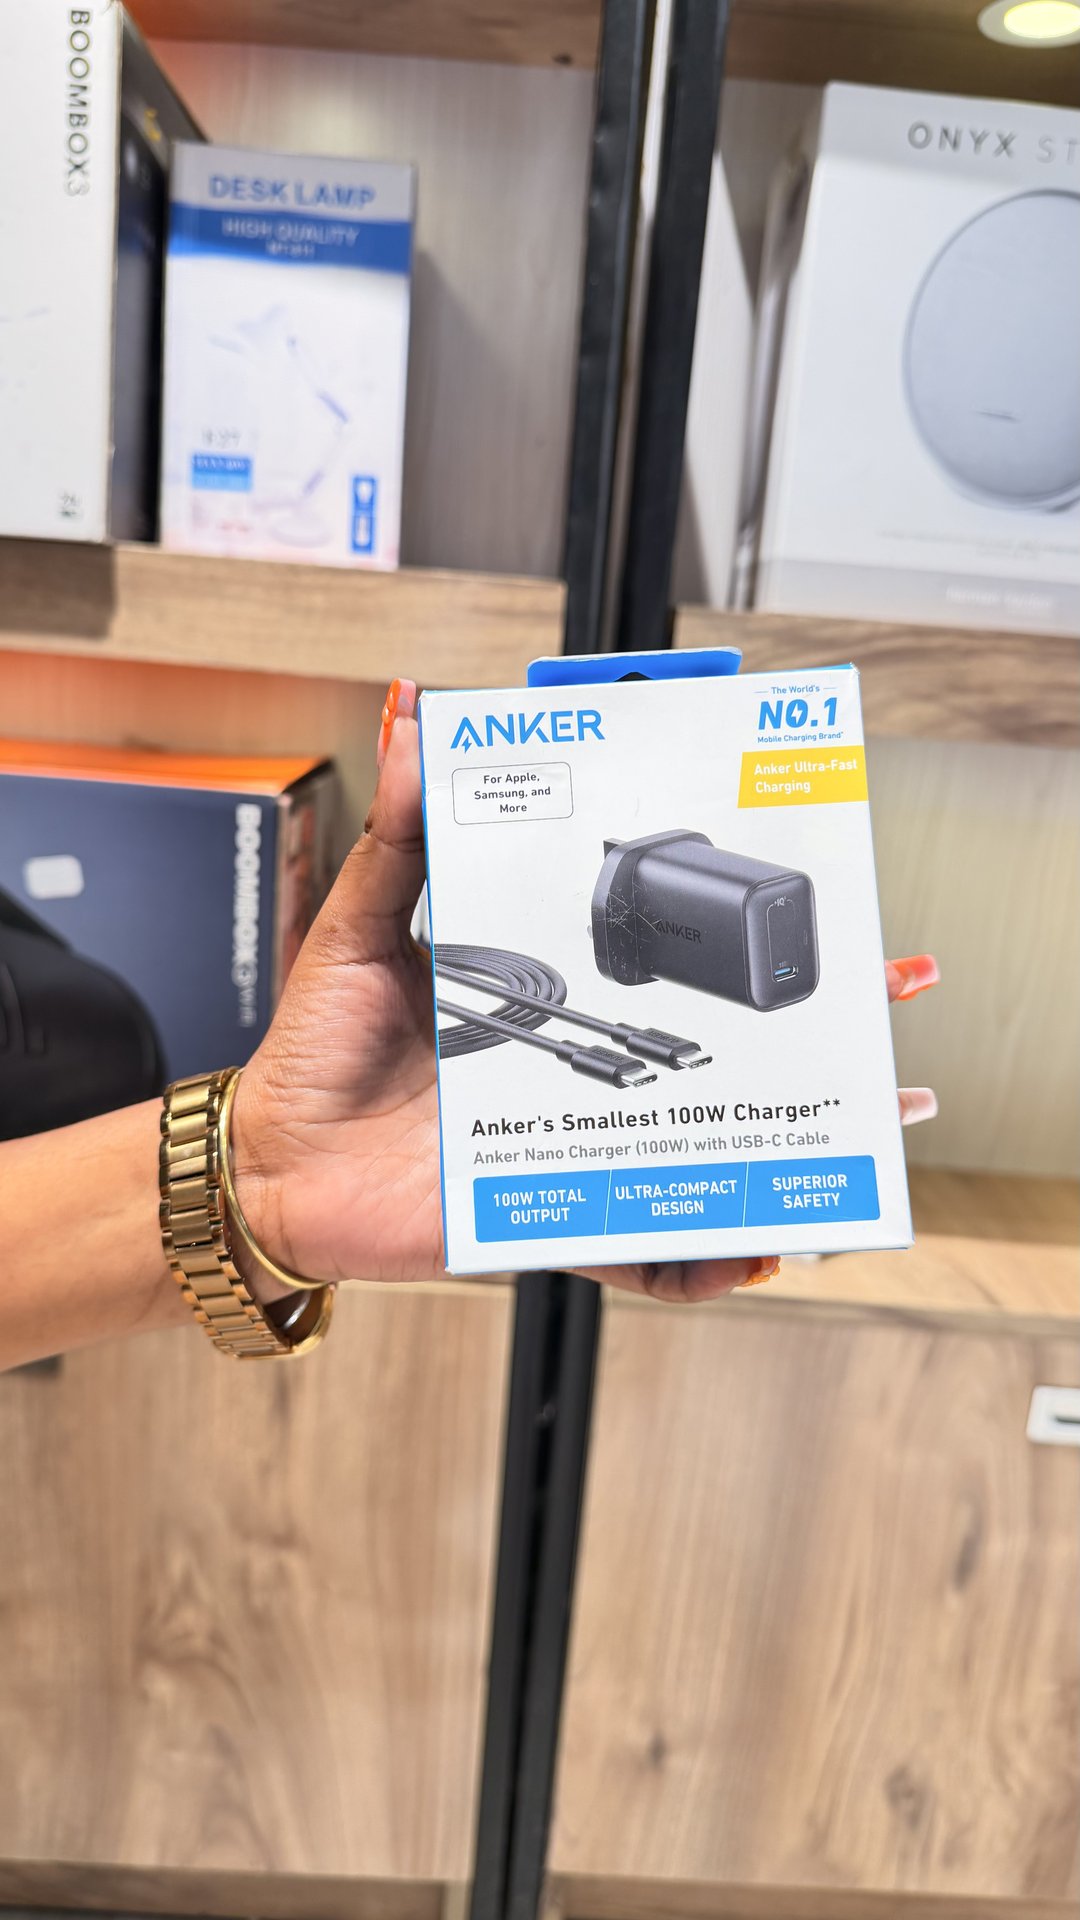 BOOMBOX3
DESK LAMP
HIGH QUALITY
ONYX ST
BOOMBOX3
ANKER
The World's
NO.1
Mobile Charging Brand*
Anker Ultra-Fast
Charging
For Apple,
Samsung, and
More
ANKER
Anker's Smallest 100W Charger**
Anker Nano Charger (100W) with USB-C Cable
100W TOTAL
OUTPUT
ULTRA-COMPACT
DESIGN
SUPERIOR
SAFETY